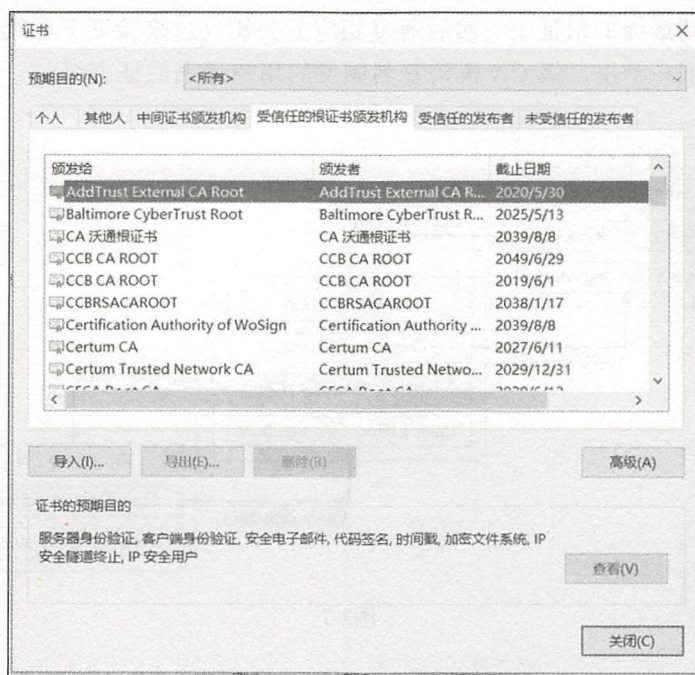 证书
预期目的(N): <所有>
个人 其他人 中间证书颁发机构 受信任的根证书颁发机构 受信任的发布者 未受信任的发布者
颁发给 颁发者 截止日期
AddTrust External CA Root AddTrust External CA R... 2020/5/30
Baltimore CyberTrust Root Baltimore CyberTrust R... 2025/5/13
CA 沃通根证书 CA 沃通根证书 2039/8/8
CCB CA ROOT CCB CA ROOT 2049/6/29
CCB CA ROOT CCB CA ROOT 2019/6/1
CCBRSACAROOT CCBRSACAROOT 2038/1/17
Certification Authority of WoSign Certification Authority ... 2039/8/8
Certum CA Certum CA 2027/6/11
Certum Trusted Network CA Certum Trusted Netwo... 2029/12/31
导入(I)... 导出(E)... 删除(R) 高级(A)
证书的预期目的
服务器身份验证, 客户端身份验证, 安全电子邮件, 代码签名, 时间戳, 加密文件系统, IP
安全隧道终止, IP 安全用户
查看(V)
关闭(C)